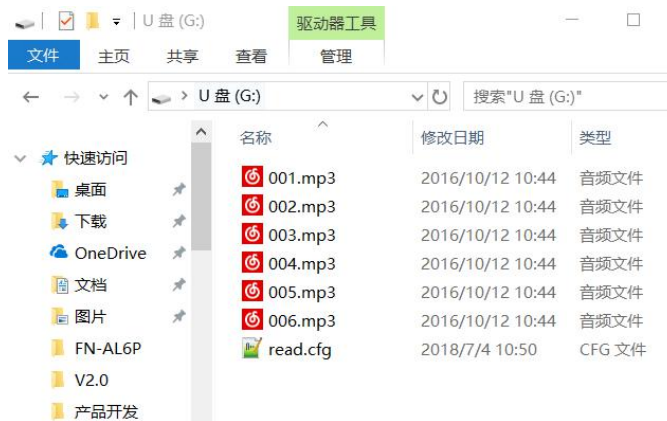 U 盘 (G:) 驱动器工具
文件 主页 共享 查看 管理
U 盘 (G:) 搜索"U 盘 (G:)"
名称 修改日期 类型
快速访问
桌面
下载
OneDrive
文档
图片
FN-AL6P
V2.0
产品开发
001.mp3 2016/10/12 10:44 音频文件
002.mp3 2016/10/12 10:44 音频文件
003.mp3 2016/10/12 10:44 音频文件
004.mp3 2016/10/12 10:44 音频文件
005.mp3 2016/10/12 10:44 音频文件
006.mp3 2016/10/12 10:44 音频文件
read.cfg 2018/7/4 10:50 CFG 文件